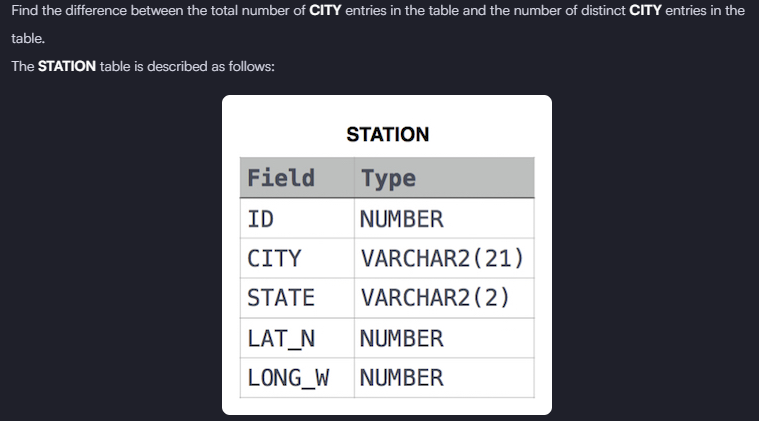 Find the difference between the total number of CITY entries in the table and the number of distinct CITY entries in the
table.
The STATION table is described as follows:
STATION
Field Type
ID NUMBER
CITY VARCHAR2(21)
STATE VARCHAR2(2)
LAT_N NUMBER
LONG_W NUMBER